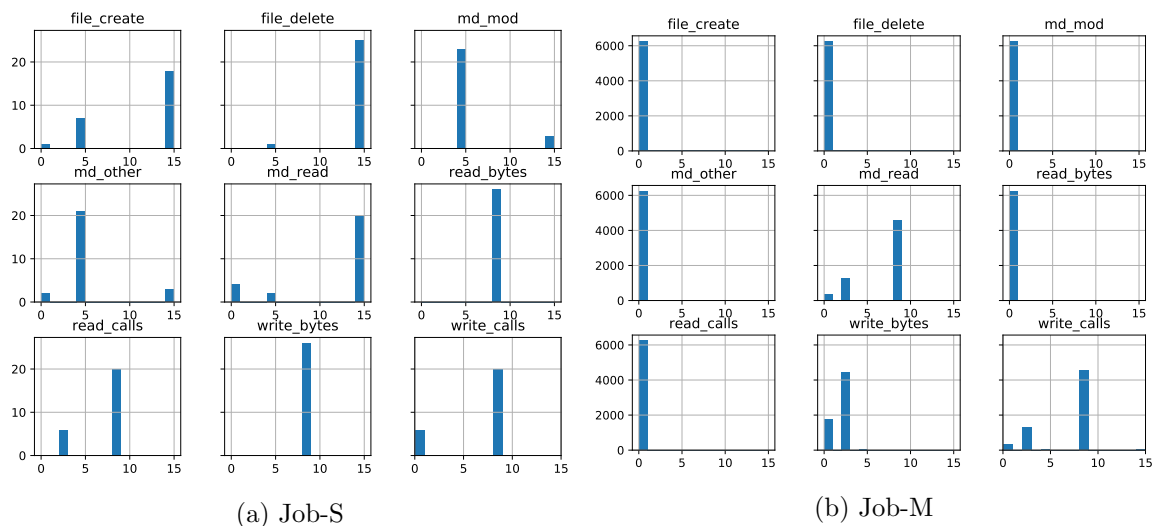 file_create file_delete md_mod
20
10
0
0 5 10 15 0 5 10 15 0 5 10 15
md_other md_read read_bytes
20
10
0
0 5 10 15 0 5 10 15 0 5 10 15
read_calls write_bytes write_calls
20
10
0
0 5 10 15 0 5 10 15 0 5 10 15
(a) Job-S
file_create file_delete md_mod
6000
4000
2000
0
0 5 10 15 0 5 10 15 0 5 10 15
md_other md_read read_bytes
6000
4000
2000
0
0 5 10 15 0 5 10 15 0 5 10 15
read_calls write_bytes write_calls
6000
4000
2000
0
0 5 10 15 0 5 10 15 0 5 10 15
(b) Job-M